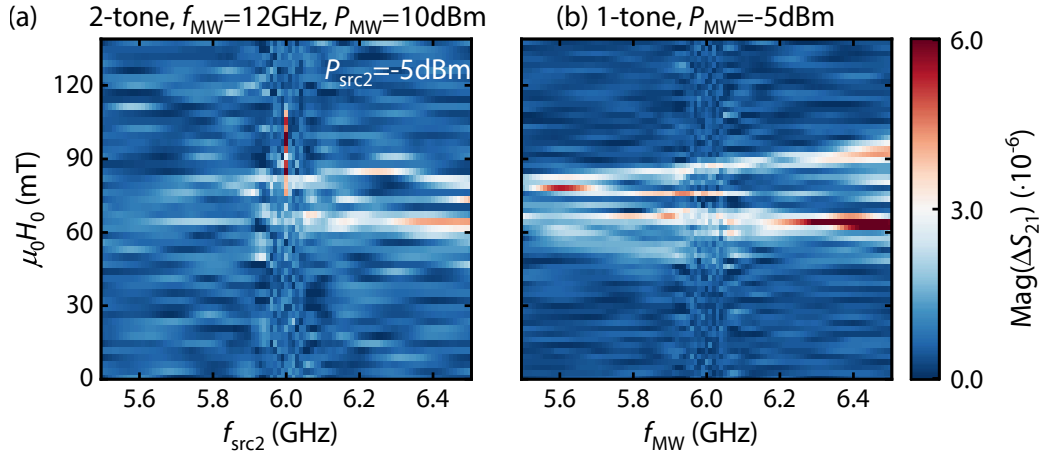 (a) 2-tone, f_MW=12GHz, P_MW=10dBm
(b) 1-tone, P_MW=-5dBm
P_src2=-5dBm
120
90
60
30
0
μ₀H₀ (mT)
5.6 5.8 6.0 6.2 6.4
f_src2 (GHz)
5.6 5.8 6.0 6.2 6.4
f_MW (GHz)
6.0
3.0
0.0
Mag(ΔS₂₁) (·10⁻⁶)